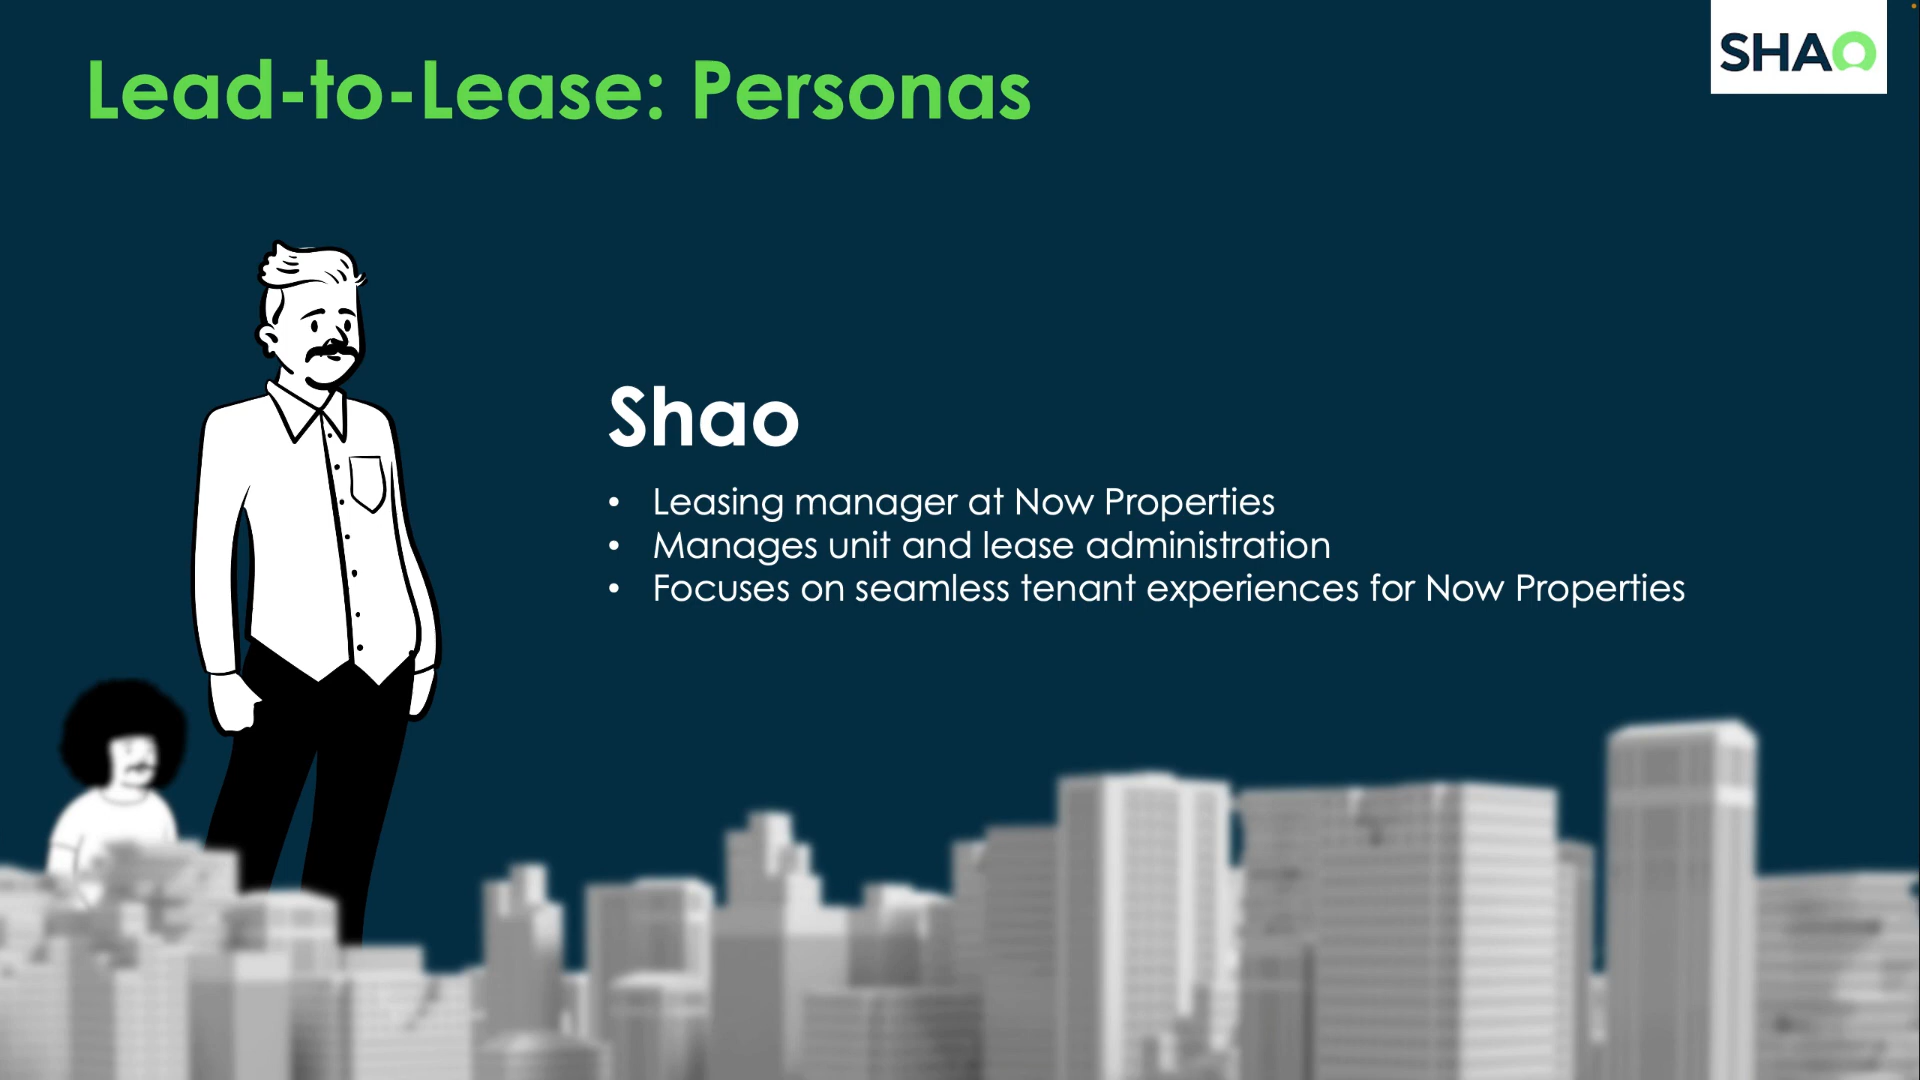 Lead-to-Lease: Personas
SHAO
Shao
• Leasing manager at Now Properties
• Manages unit and lease administration
• Focuses on seamless tenant experiences for Now Properties